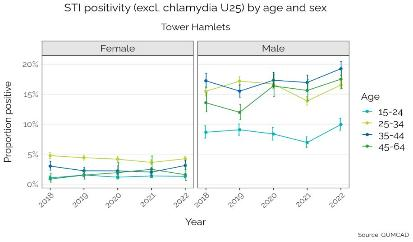 STI positivity (excl. chlamydia U25) by age and sex
Tower Hamlets
Female
Male
20%
15%
10%
5%
0%
Proportion positive
2018
2019
2020
2021
2022
2018
2019
2020
2021
2022
Year
Age
15-24
25-34
35-44
45-64
Source: GUMCAD